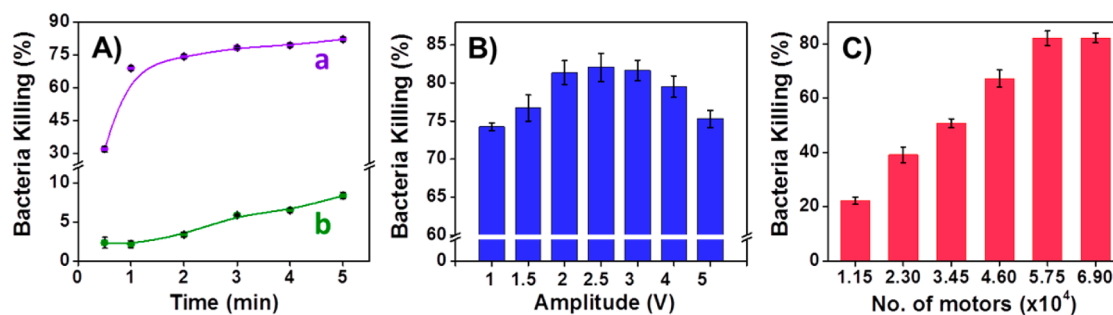 A)
Bacteria Killing (%)
90
75
60
45
30
10
5
0
a
b
0 1 2 3 4 5
Time (min)
B)
Bacteria Killing (%)
85
80
75
70
65
60
0
1 1.5 2 2.5 3 4 5
Amplitude (V)
C)
Bacteria Killing (%)
80
60
40
20
0
1.15 2.30 3.45 4.60 5.75 6.90
No. of motors (x10⁴)